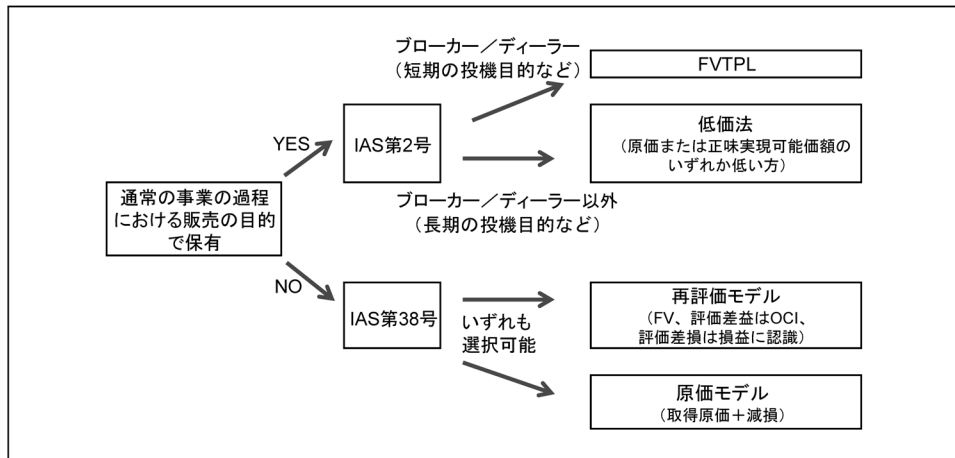 ブローカー／ディーラー
（短期の投機目的など）
FVTPL
YES
IAS第2号
低価法
（原価または正味実現可能価額の
いずれか低い方）
通常の事業の過程
における販売の目的
で保有
ブローカー／ディーラー以外
（長期の投機目的など）
NO
IAS第38号
いずれも
選択可能
再評価モデル
（FV、評価差益はOCI、
評価差損は損益に認識）
原価モデル
（取得原価＋減損）